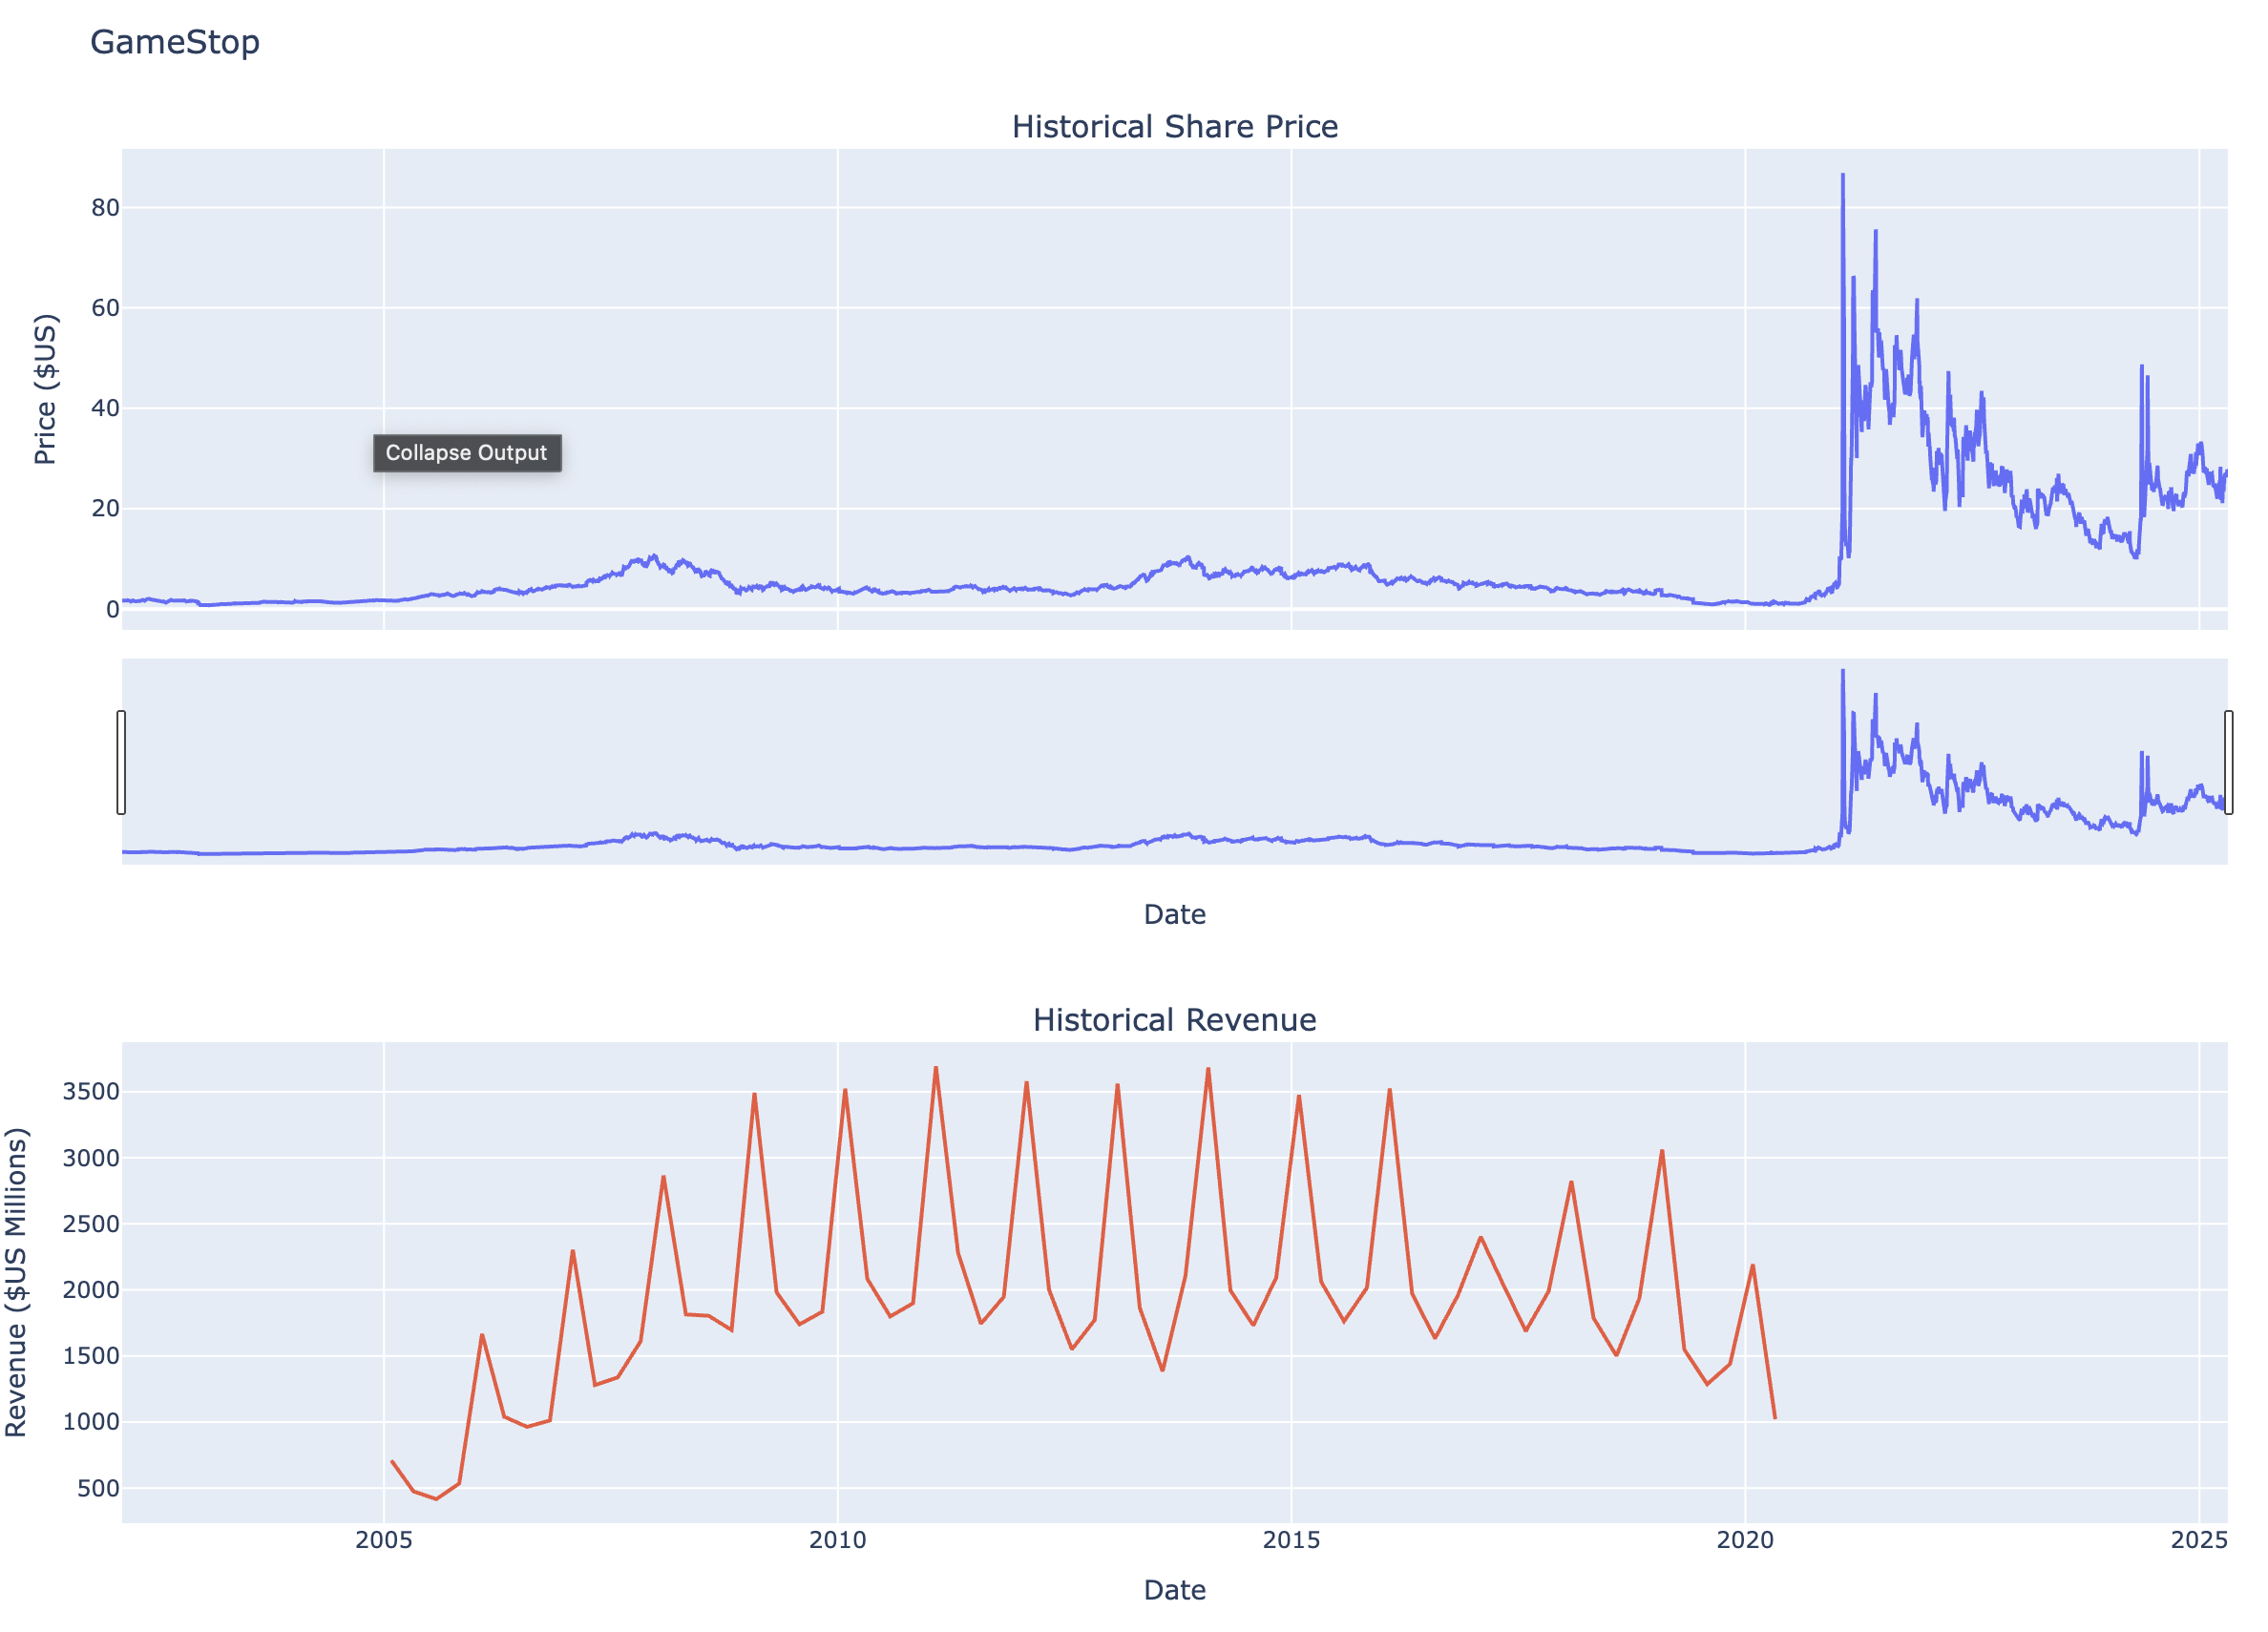 GameStop
Historical Share Price
80
60
40
20
0
Price ($US)
Collapse Output
Date
Historical Revenue
3500
3000
2500
2000
1500
1000
500
Revenue ($US Millions)
2005 2010 2015 2020 2025
Date